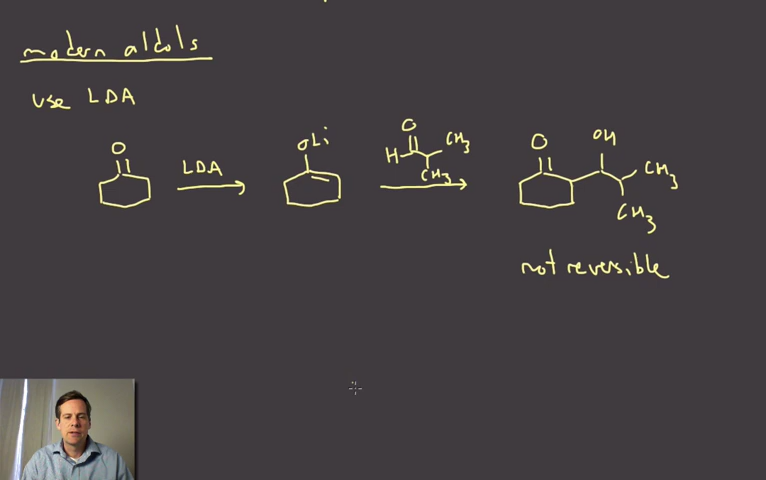 modern aldols
use LDA
O
LDA
OLi
O
H
CH3
CH3
O
OH
CH3
CH3
not reversible